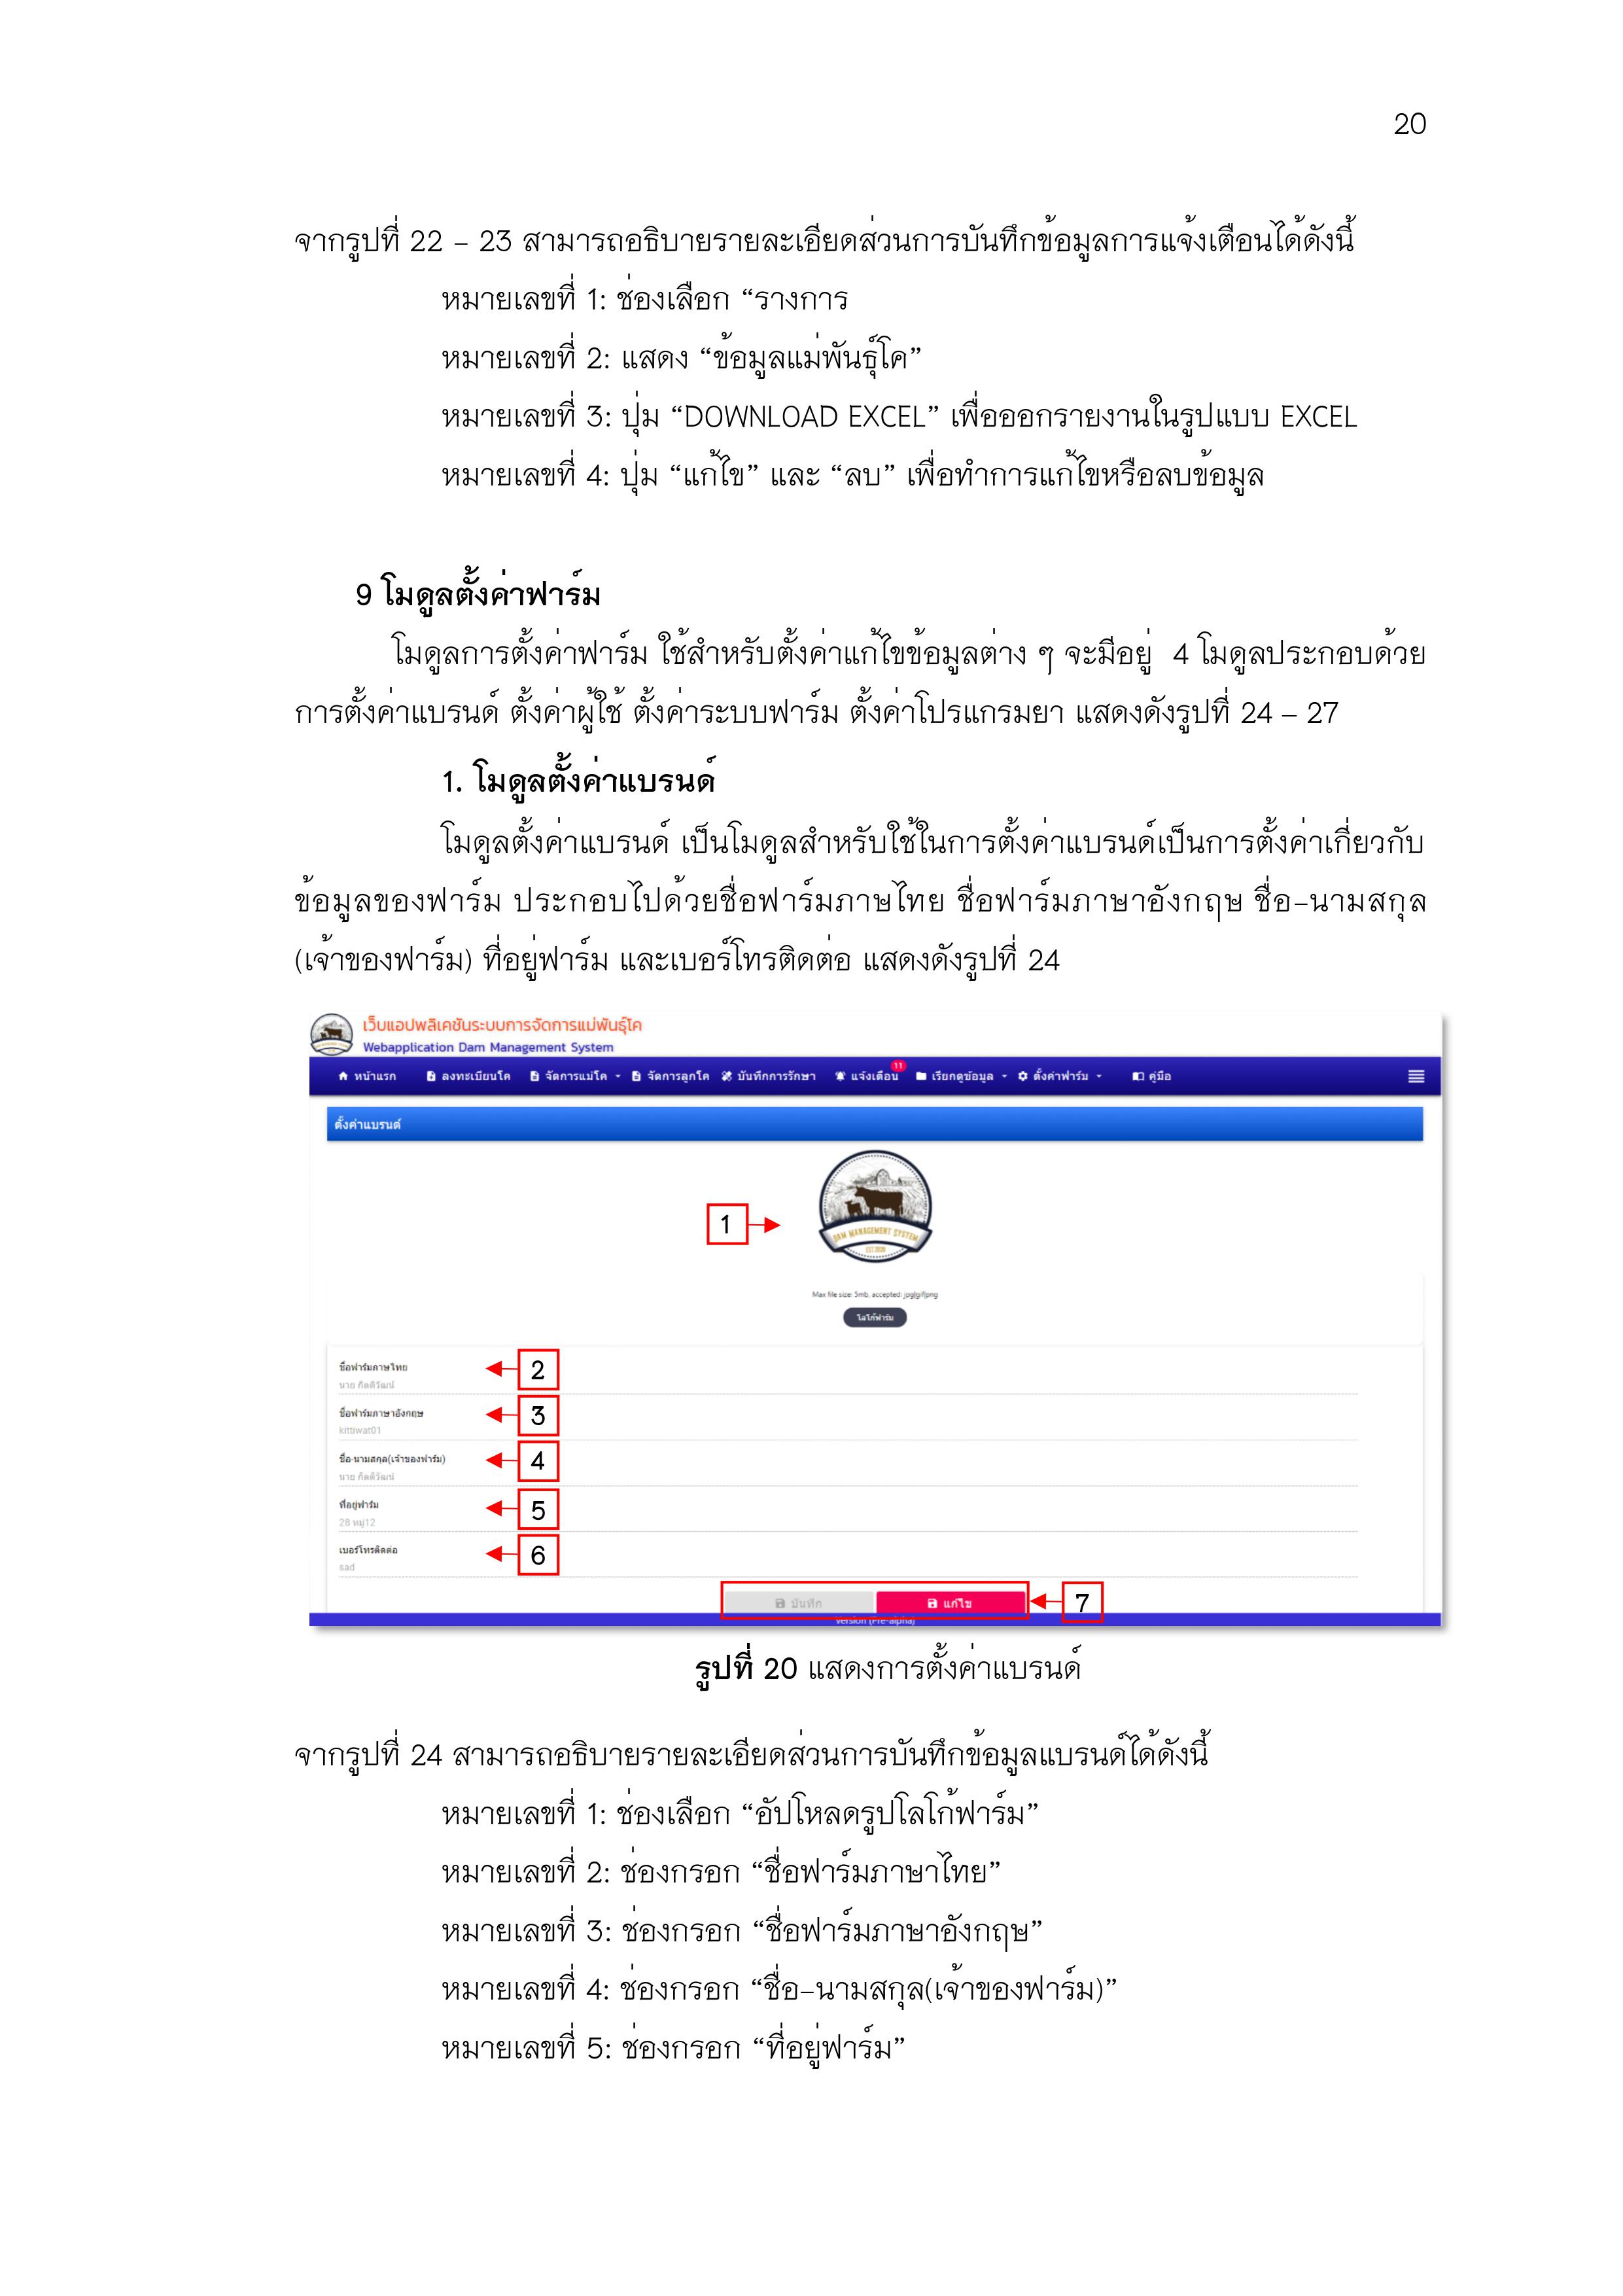 20
จากรูปที่ 22 – 23 สามารถอธิบายรายละเอียดส่วนการบันทึกข้อมูลการแจ้งเตือนได้ดังนี้
หมายเลขที่ 1: ช่องเลือก “รางการ
หมายเลขที่ 2: แสดง “ข้อมูลแม่พันธุ์โค”
หมายเลขที่ 3: ปุ่ม “DOWNLOAD EXCEL” เพื่อออกรายงานในรูปแบบ EXCEL
หมายเลขที่ 4: ปุ่ม “แก้ไข” และ “ลบ” เพื่อทำการแก้ไขหรือลบข้อมูล
9 โมดูลตั้งค่าฟาร์ม
โมดูลการตั้งค่าฟาร์ม ใช้สำหรับตั้งค่าแก้ไขข้อมูลต่าง ๆ จะมีอยู่ 4 โมดูลประกอบด้วย
การตั้งค่าแบรนด์ ตั้งค่าผู้ใช้ ตั้งค่าระบบฟาร์ม ตั้งค่าโปรแกรมยา แสดงดังรูปที่ 24 – 27
1. โมดูลตั้งค่าแบรนด์
โมดูลตั้งค่าแบรนด์ เป็นโมดูลสำหรับใช้ในการตั้งค่าแบรนด์เป็นการตั้งค่าเกี่ยวกับ
ข้อมูลของฟาร์ม ประกอบไปด้วยชื่อฟาร์มภาษไทย ชื่อฟาร์มภาษาอังกฤษ ชื่อ-นามสกุล
(เจ้าของฟาร์ม) ที่อยู่ฟาร์ม และเบอร์โทรติดต่อ แสดงดังรูปที่ 24
เว็บแอปพลิเคชันระบบการจัดการแม่พันธุ์โค
Webapplication Dam Management System
หน้าแรก ลงทะเบียนโค จัดการแม่โค จัดการลูกโค บันทึกการรักษา แจ้งเตือน 11 เรียกดูข้อมูล ตั้งค่าฟาร์ม คู่มือ
ตั้งค่าแบรนด์
DAM MANAGEMENT SYSTEM
EST.2020
1
Max file size: 5mb, accepted: jpg|gif|png
โลโก้ฟาร์ม
ชื่อฟาร์มภาษาไทย 2
นาย กิตติวัฒน์
ชื่อฟาร์มภาษาอังกฤษ 3
kittiwat01
ชื่อ-นามสกุล(เจ้าของฟาร์ม) 4
นาย กิตติวัฒน์
ที่อยู่ฟาร์ม 5
28 หมู่12
เบอร์โทรติดต่อ 6
sad
บันทึก แก้ไข 7
Version (Pre-alpha)
รูปที่ 20 แสดงการตั้งค่าแบรนด์
จากรูปที่ 24 สามารถอธิบายรายละเอียดส่วนการบันทึกข้อมูลแบรนด์ได้ดังนี้
หมายเลขที่ 1: ช่องเลือก “อัปโหลดรูปโลโก้ฟาร์ม”
หมายเลขที่ 2: ช่องกรอก “ชื่อฟาร์มภาษาไทย”
หมายเลขที่ 3: ช่องกรอก “ชื่อฟาร์มภาษาอังกฤษ”
หมายเลขที่ 4: ช่องกรอก “ชื่อ-นามสกุล(เจ้าของฟาร์ม)”
หมายเลขที่ 5: ช่องกรอก “ที่อยู่ฟาร์ม”